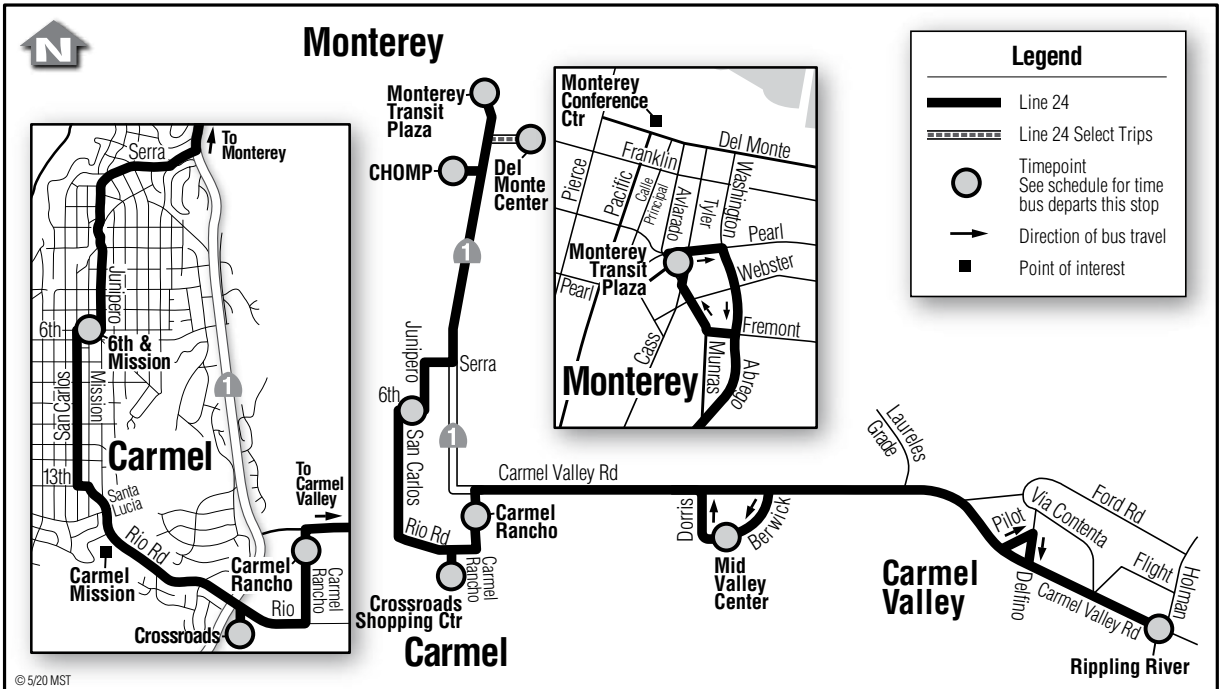 N
Monterey
Monterey
Transit
Plaza
CHOMP
Del
Monte
Center
1
Junipero
Serra
6th
San Carlos
1
Rio Rd
Carmel
Rancho
Carmel
Rancho
Crossroads
Shopping Ctr
Carmel
Carmel Valley Rd
Doris
Berwick
Mid
Valley
Center
Laureles
Grade
Carmel
Valley
Pilot
Via Contenta
Ford Rd
Delfino
Flight
Holman
Carmel Valley Rd
Rippling River
To
Monterey
Serra
Junipero
6th
6th &
Mission
San Carlos
Mission
1
Carmel
13th
Santa
Lucia
To
Carmel
Valley
Rio Rd
Carmel
Mission
Carmel
Rancho
Carmel
Rancho
Rio
Crossroads
Monterey
Conference
Ctr
Del Monte
Franklin
Pierce
Pacific
Calle
Principal
Avlarado
Tyler
Washington
Pearl
Monterey
Transit
Plaza
Webster
Pearl
Cass
Fremont
Munras
Abrego
Monterey
Legend
Line 24
Line 24 Select Trips
Timepoint
See schedule for time
bus departs this stop
Direction of bus travel
Point of interest
© 5/20 MST